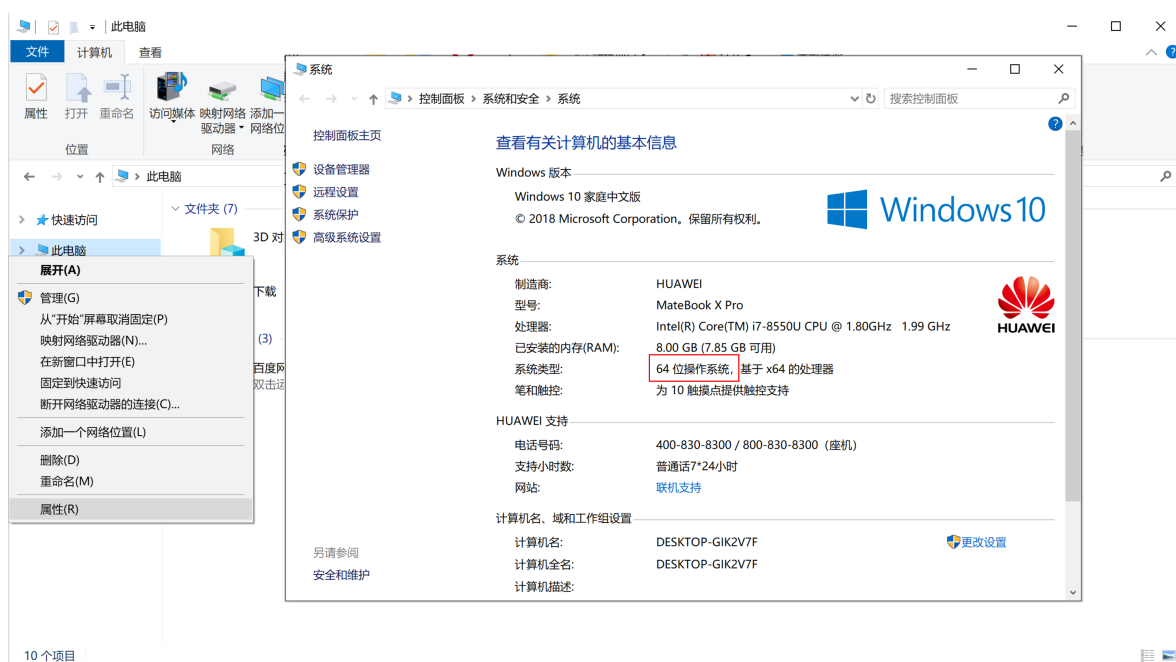 此电脑
文件 计算机 查看
属性 打开 重命名 访问媒体 映射网络 添加一
驱动器 网络位
位置 网络
此电脑
快速访问
此电脑
文件夹 (7)
3D 对
下载
(3)
百度网
双击运
展开(A)
管理(G)
从"开始"屏幕取消固定(P)
映射网络驱动器(N)...
在新窗口中打开(E)
固定到快速访问
断开网络驱动器的连接(C)...
添加一个网络位置(L)
删除(D)
重命名(M)
属性(R)
10 个项目
系统
控制面板 系统和安全 系统
搜索控制面板
控制面板主页
设备管理器
远程设置
系统保护
高级系统设置
另请参阅
安全和维护
查看有关计算机的基本信息
Windows 版本
Windows 10 家庭中文版
© 2018 Microsoft Corporation。保留所有权利。
Windows 10
系统
制造商: HUAWEI
型号: MateBook X Pro
处理器: Intel(R) Core(TM) i7-8550U CPU @ 1.80GHz 1.99 GHz
已安装的内存(RAM): 8.00 GB (7.85 GB 可用)
系统类型: 64 位操作系统, 基于 x64 的处理器
笔和触控: 为 10 触摸点提供触控支持
HUAWEI
HUAWEI 支持
电话号码: 400-830-8300 / 800-830-8300（座机）
支持小时数: 普通话7*24小时
网站: 联机支持
计算机名、域和工作组设置
计算机名: DESKTOP-GIK2V7F
更改设置
计算机全名: DESKTOP-GIK2V7F
计算机描述: